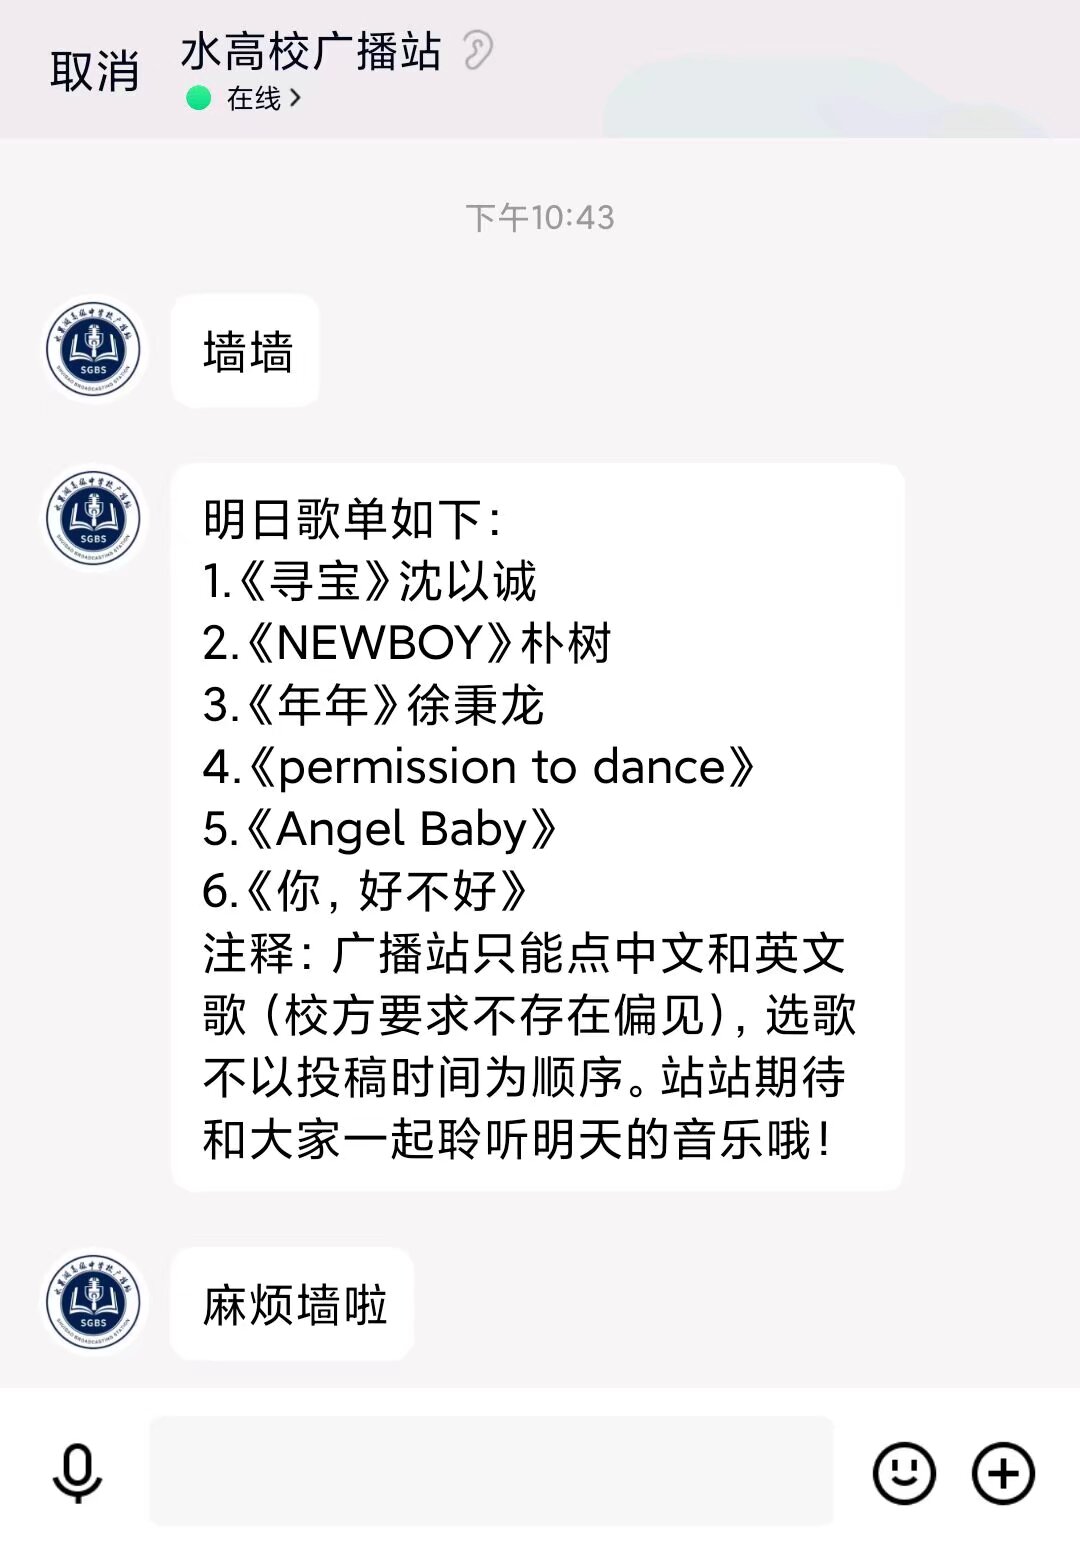 取消
水高校广播站
在线
下午10:43
墙墙
SGBS
明日歌单如下：
SGBS
1.《寻宝》沈以诚
2.《NEWBOY》朴树
3.《年年》徐秉龙
4.《permission to dance》
5.《Angel Baby》
6.《你，好不好》
注释：广播站只能点中文和英文
歌（校方要求不存在偏见），选歌
不以投稿时间为顺序。站站期待
和大家一起聆听明天的音乐哦！
麻烦墙啦
SGBS